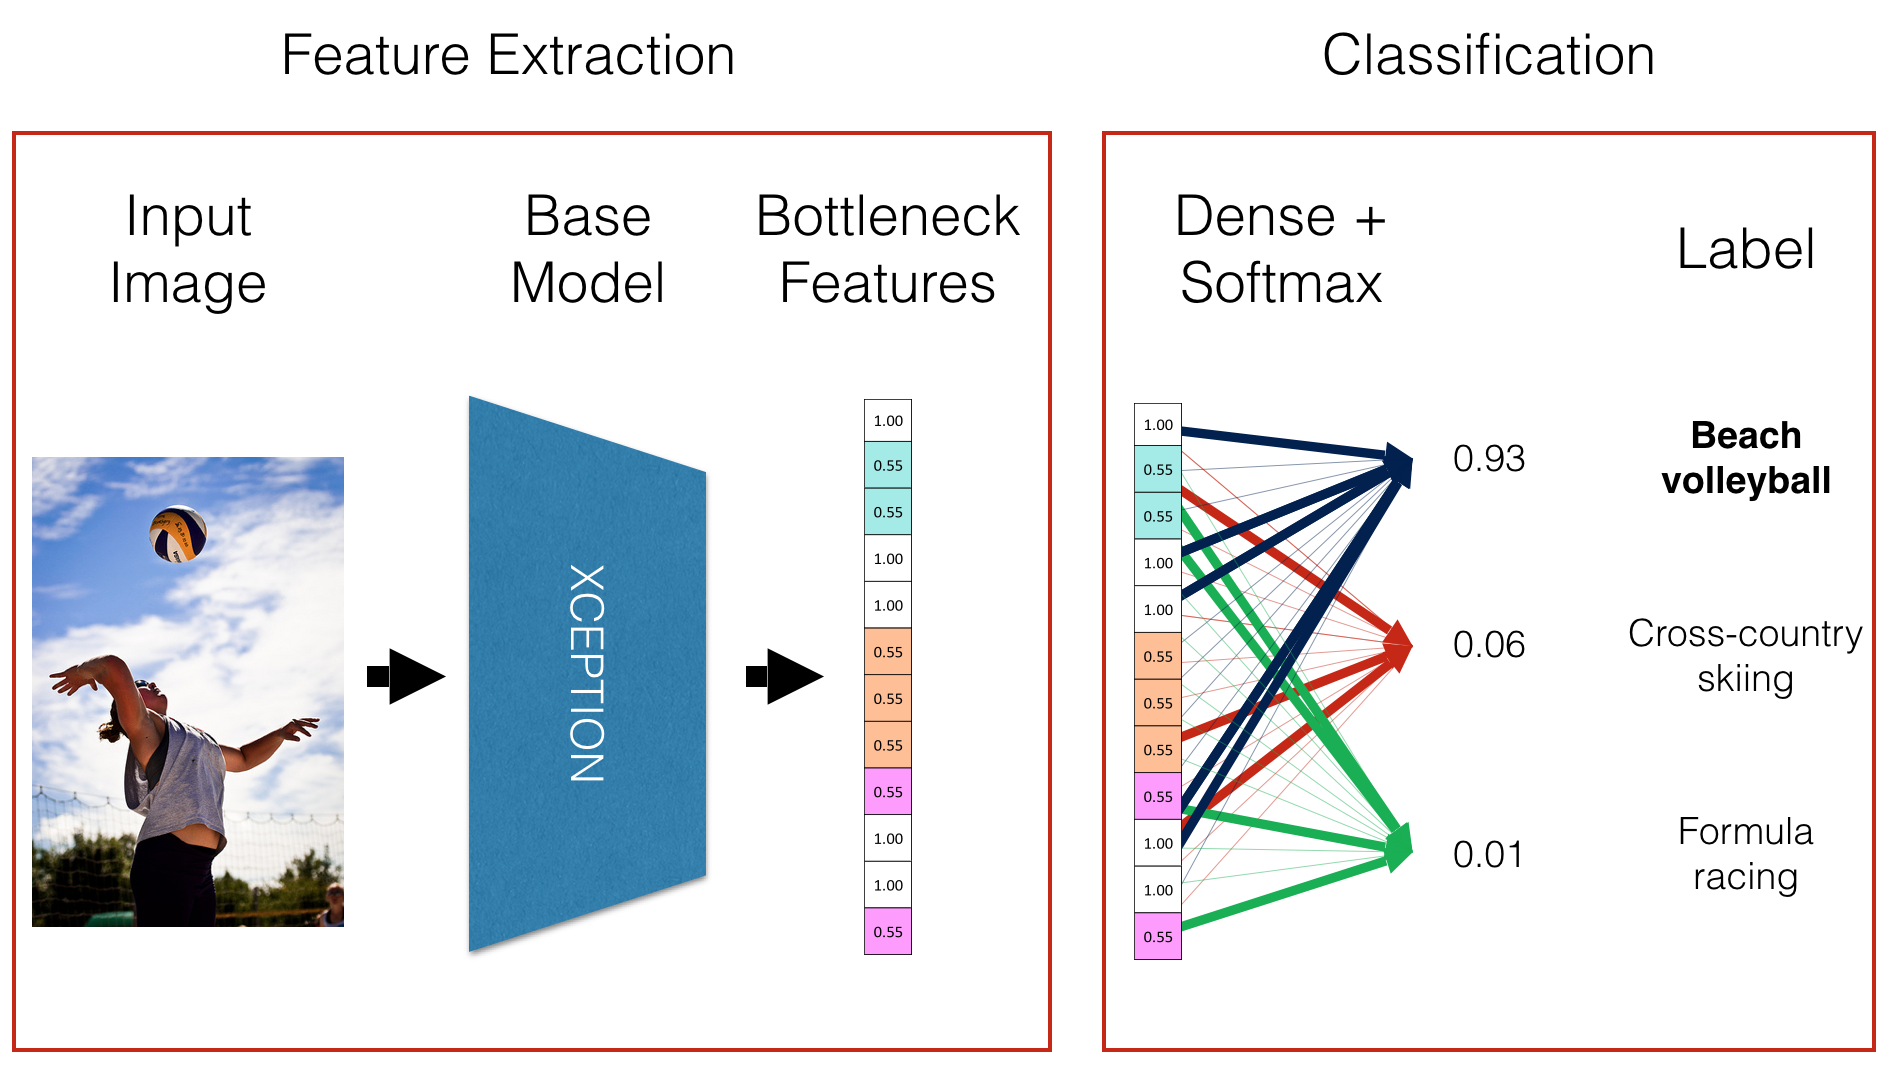 Feature Extraction
Classification
Input
Image
Base
Model
Bottleneck
Features
Dense +
Softmax
Label
XCEPTION
1.00
0.55
0.55
1.00
1.00
0.55
0.55
0.55
0.55
1.00
1.00
0.55
1.00
0.55
0.55
1.00
1.00
0.55
0.55
0.55
0.55
1.00
1.00
0.55
0.93
Beach
volleyball
0.06
Cross-country
skiing
0.01
Formula
racing